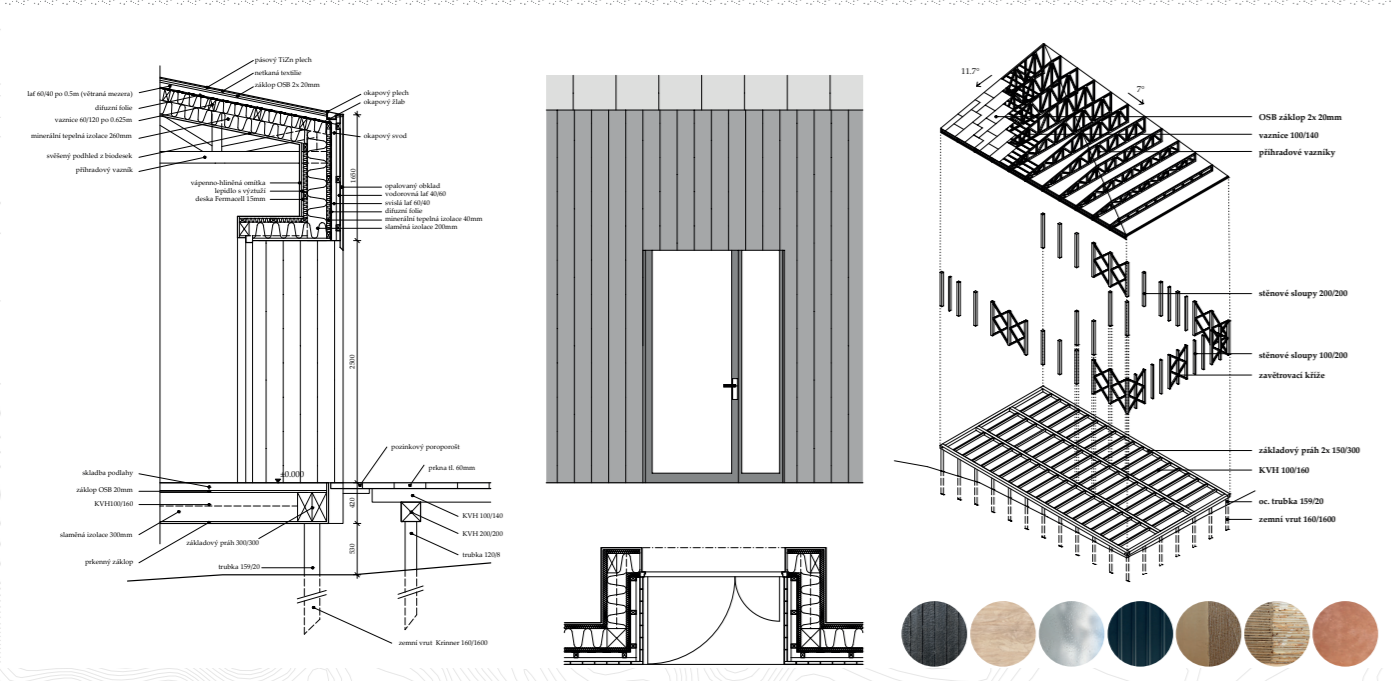 pásový TiZn plech
netkaná textilie
záklop OSB 2x 20mm
lať 60/40 po 0.5m (větraná mezera)
difuzní folie
vaznice 60/120 po 0.625m
minerální tepelná izolace 260mm
svěšený podhled z biodesek
příhradový vazník
okapový plech
okapový žlab
okapový svod
vápenno-hliněná omítka
lepidlo s výztuží
deska Fermacell 15mm
1650
opalovaný obklad
vodorovná lať 40/60
svislá lať 60/40
difuzní folie
minerální tepelná izolace 40mm
slaměná izolace 200mm
2500
±0.000
skladba podlahy
záklop OSB 20mm
KVH100/160
slaměná izolace 300mm
prkenný záklop
základový práh 300/300
trubka 159/20
420
530
pozinkový pororošt
prkna tl. 60mm
KVH 100/140
KVH 200/200
trubka 120/8
zemní vrut Krinner 160/1600
11.7°
7°
OSB záklop 2x 20mm
vaznice 100/140
příhradové vazníky
stěnové sloupy 200/200
stěnové sloupy 100/200
zavětrovací kříže
základový práh 2x 150/300
KVH 100/160
oc. trubka 159/20
zemní vrut 160/1600